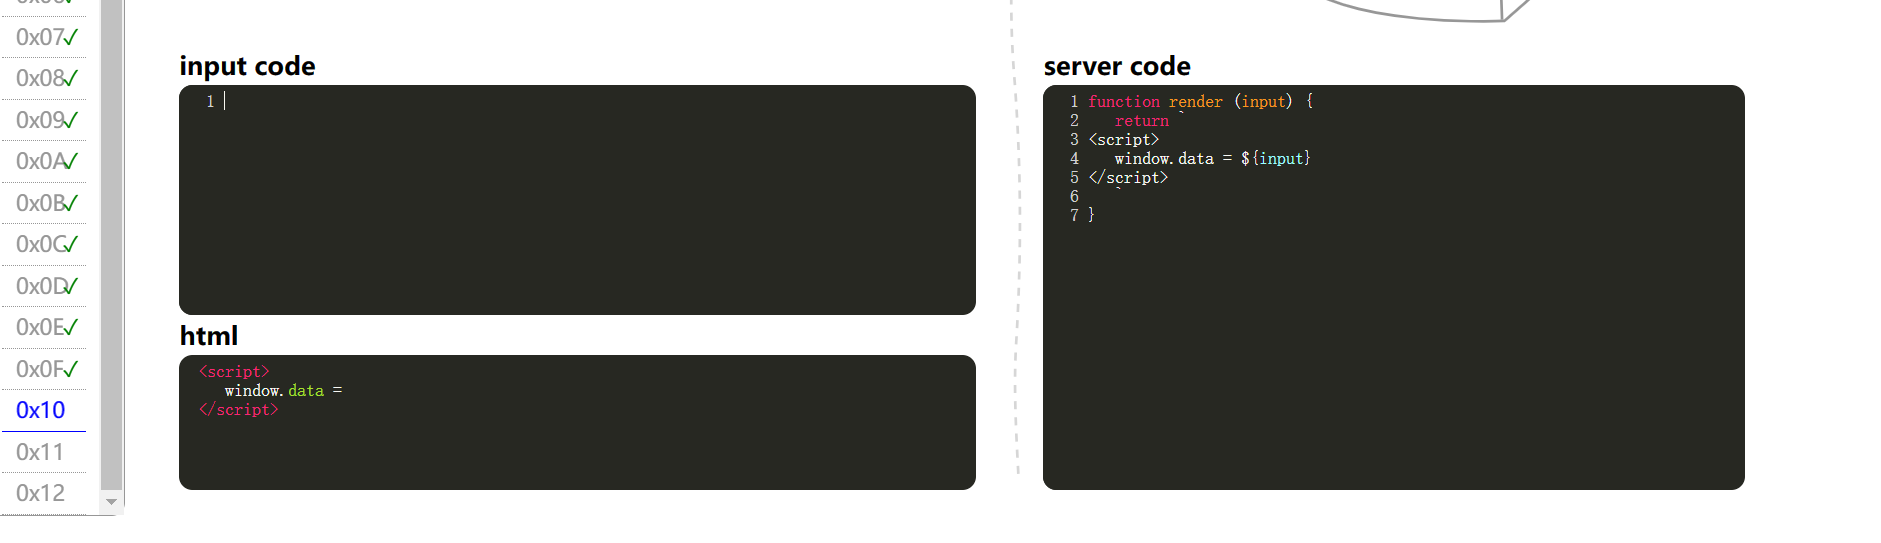 0x07✓
0x08✓
0x09✓
0x0A✓
0x0B✓
0x0C✓
0x0D✓
0x0E✓
0x0F✓
0x10
0x11
0x12
input code
1
html
<script>
window.data =
</script>
server code
1 function render (input) {
2 return `
3 <script>
4 window.data = ${input}
5 </script>
6 `
7 }